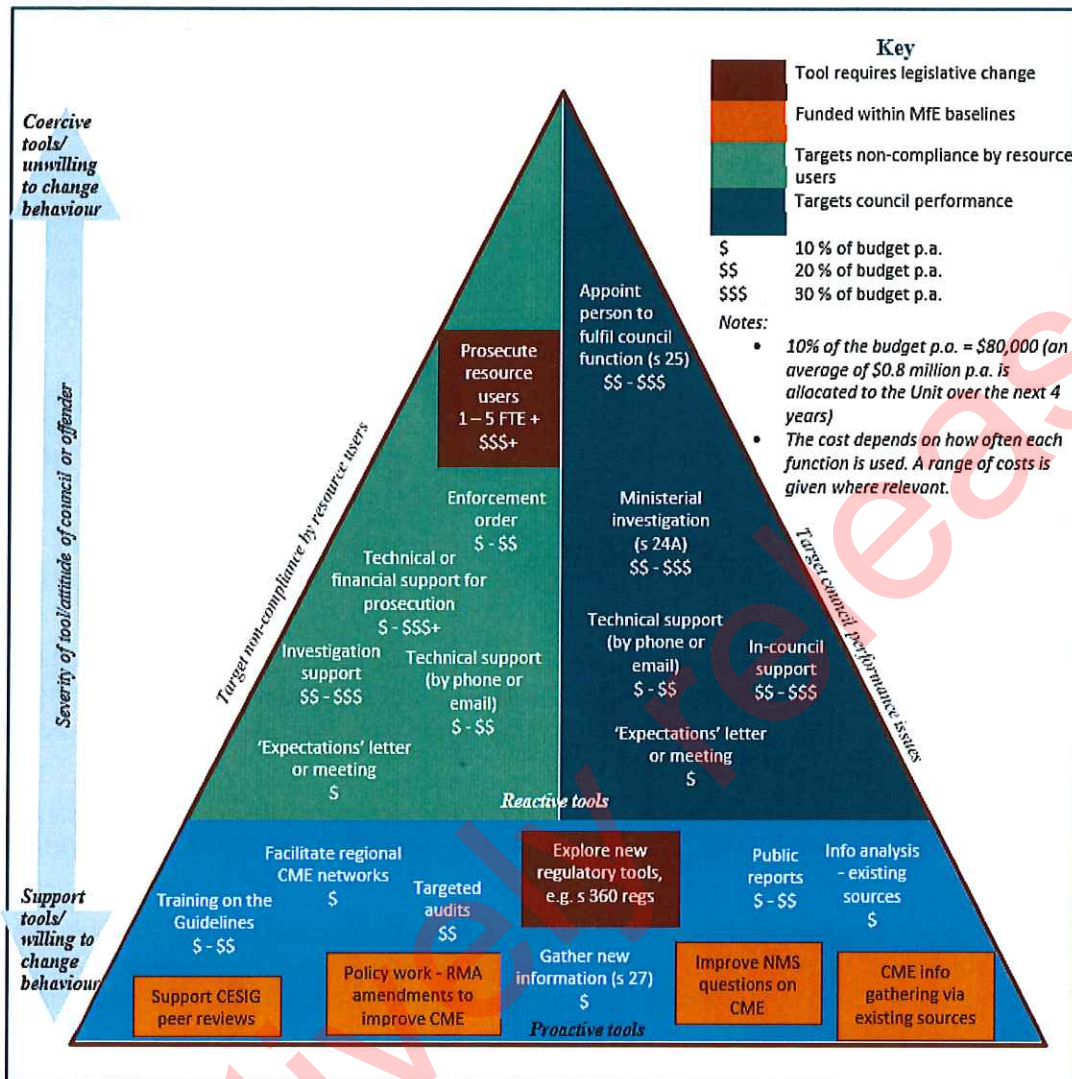 Key
Tool requires legislative change
Funded within MfE baselines
Targets non-compliance by resource
users
Targets council performance
$ 10 % of budget p.a.
$$ 20 % of budget p.a.
$$$ 30 % of budget p.a.
Notes:
• 10% of the budget p.a. = $80,000 (an
average of $0.8 million p.a. is
allocated to the Unit over the next 4
years)
• The cost depends on how often each
function is used. A range of costs is
given where relevant.
Coercive
tools/
unwilling
to change
behaviour
Severity of tool/attitude of council or offender
Support
tools/
willing to
change
behaviour
Target non-compliance by resource users
Target council performance issues
Prosecute
resource
users
1 – 5 FTE +
$$$+
Enforcement
order
$ - $$
Technical or
financial support for
prosecution
$ - $$$+
Investigation
support
$$ - $$$
Technical support
(by phone or
email)
$ - $$
'Expectations' letter
or meeting
$
Appoint
person to
fulfil council
function (s 25)
$$ - $$$
Ministerial
investigation
(s 24A)
$$ - $$$
Technical support
(by phone or
email)
$ - $$
In-council
support
$$ - $$$
'Expectations' letter
or meeting
$
Reactive tools
Facilitate regional
CME networks
$
Training on the
Guidelines
$ - $$
Targeted
audits
$$
Explore new
regulatory tools,
e.g. s 360 regs
Public
reports
$ - $$
Info analysis
- existing
sources
$
Support CESIG
peer reviews
Policy work - RMA
amendments to
improve CME
Gather new
information (s 27)
$
Improve NMS
questions on
CME
CME info
gathering via
existing sources
Proactive tools
ively releas